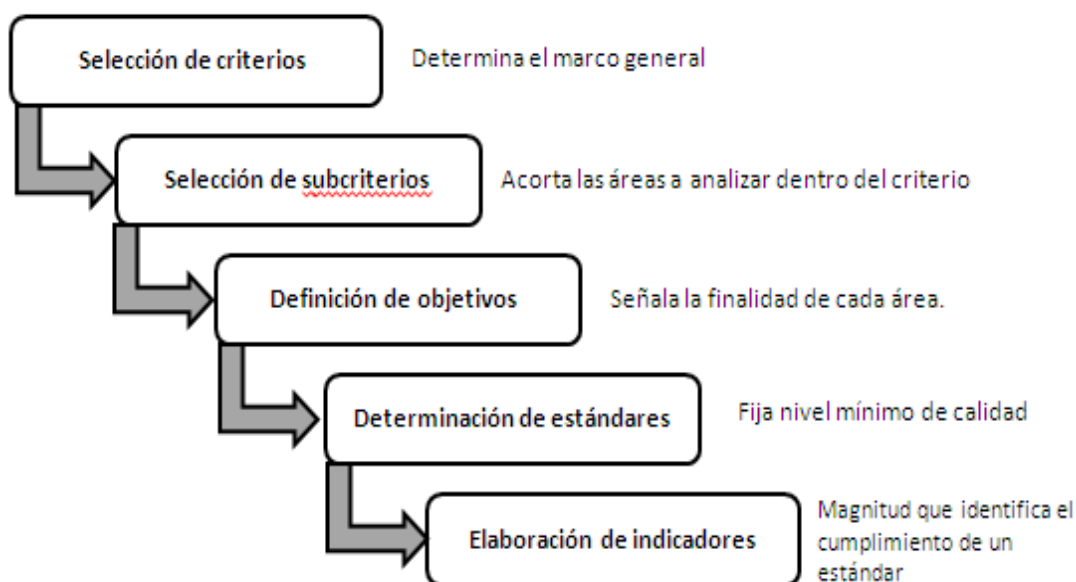 Selección de criterios
Determina el marco general
Selección de subcriterios
Acorta las áreas a analizar dentro del criterio
Definición de objetivos
Señala la finalidad de cada área.
Determinación de estándares
Fija nivel mínimo de calidad
Elaboración de indicadores
Magnitud que identifica el
cumplimiento de un
estándar